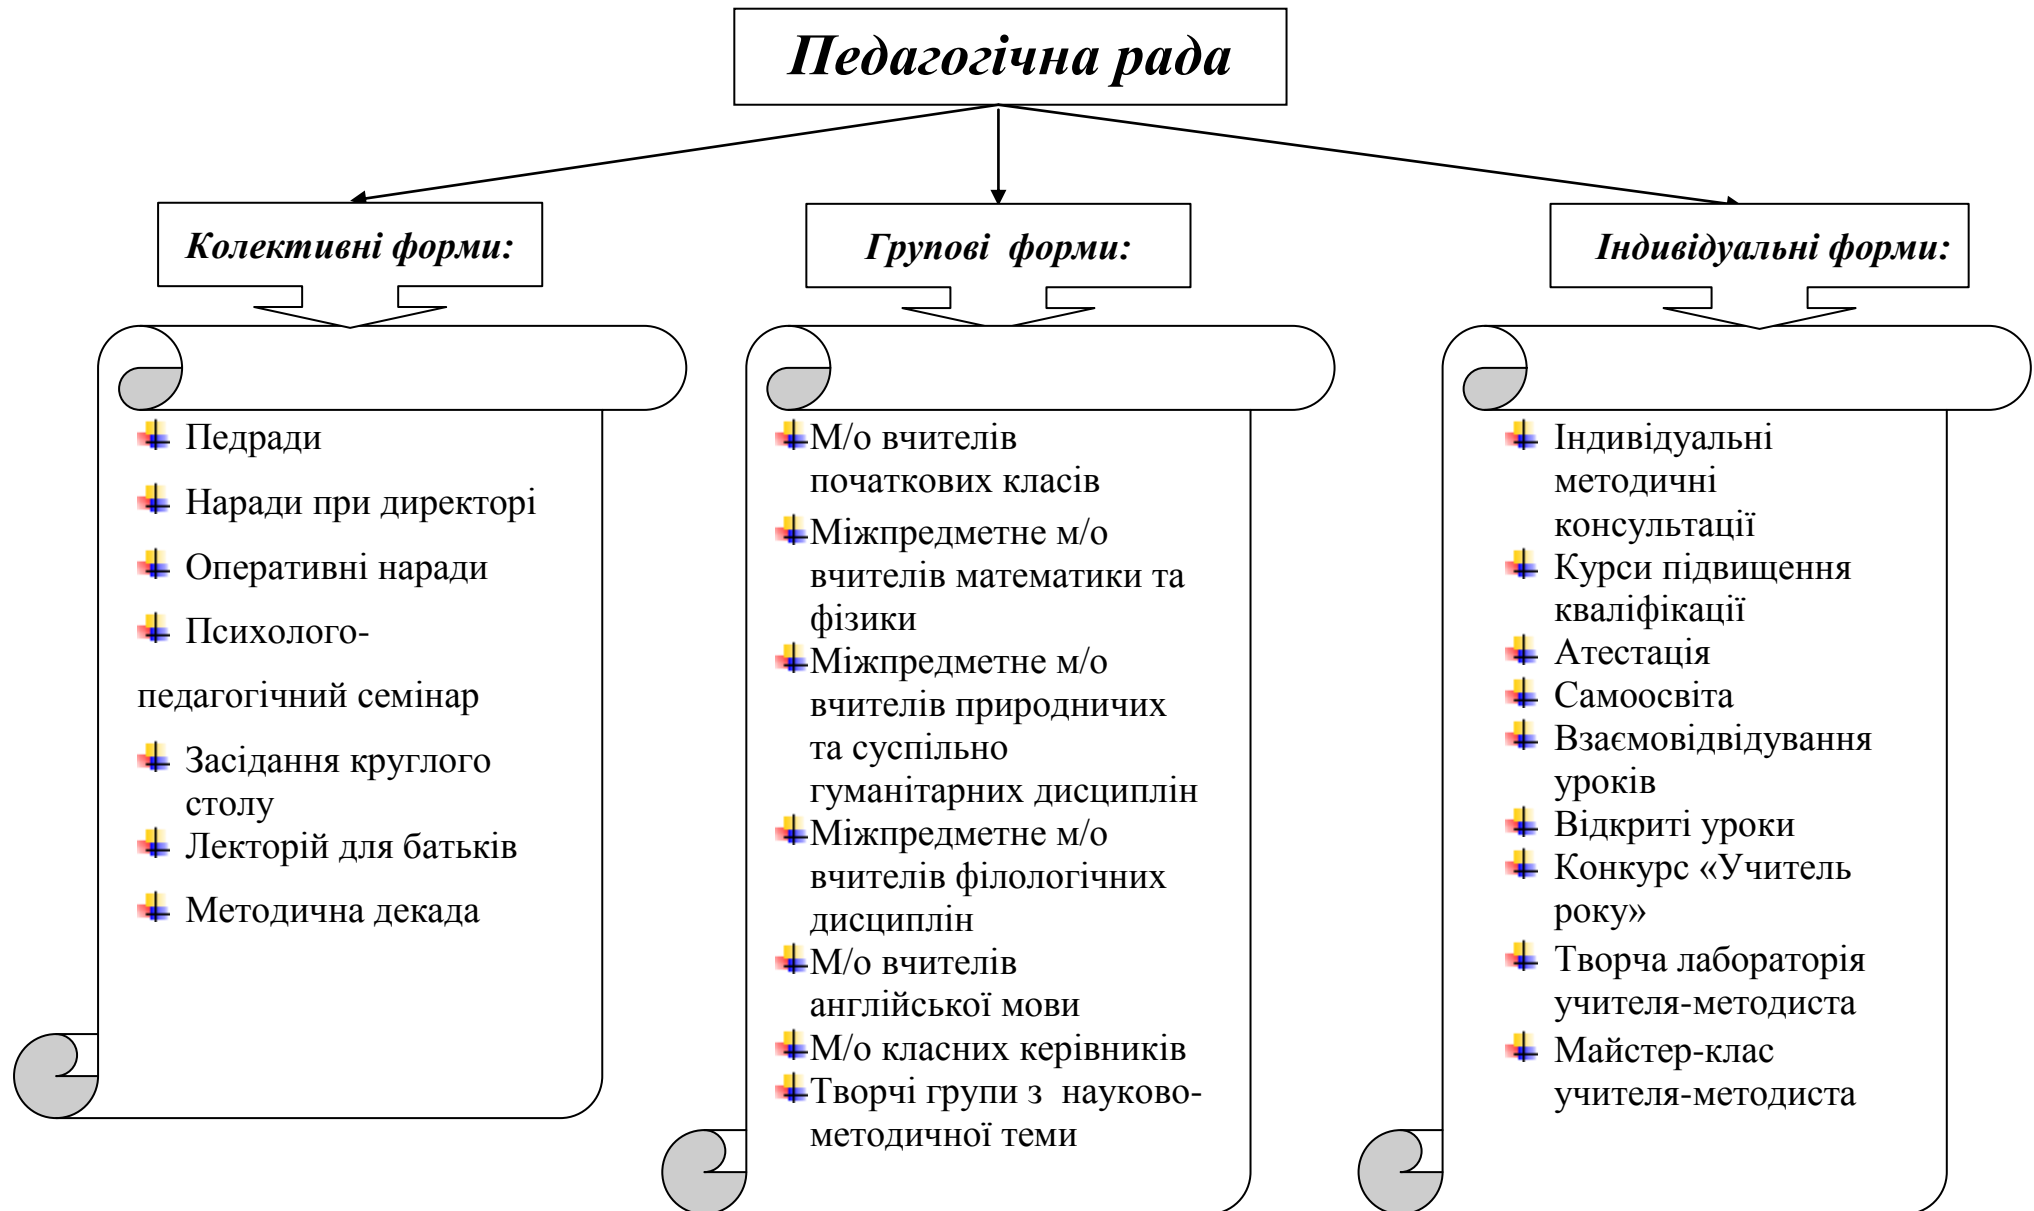 Педагогічна рада
Колективні форми:
Педради
Наради при директорі
Оперативні наради
Психолого-
педагогічний семінар
Засідання круглого
столу
Лекторій для батьків
Методична декада
Групові форми:
М/о вчителів
початкових класів
Міжпредметне м/о
вчителів математики та
фізики
Міжпредметне м/о
вчителів природничих
та суспільно
гуманітарних дисциплін
Міжпредметне м/о
вчителів філологічних
дисциплін
М/о вчителів
англійської мови
М/о класних керівників
Творчі групи з науково-
методичної теми
Індивідуальні форми:
Індивідуальні
методичні
консультації
Курси підвищення
кваліфікації
Атестація
Самоосвіта
Взаємовідвідування
уроків
Відкриті уроки
Конкурс «Учитель
року»
Творча лабораторія
учителя-методиста
Майстер-клас
учителя-методиста